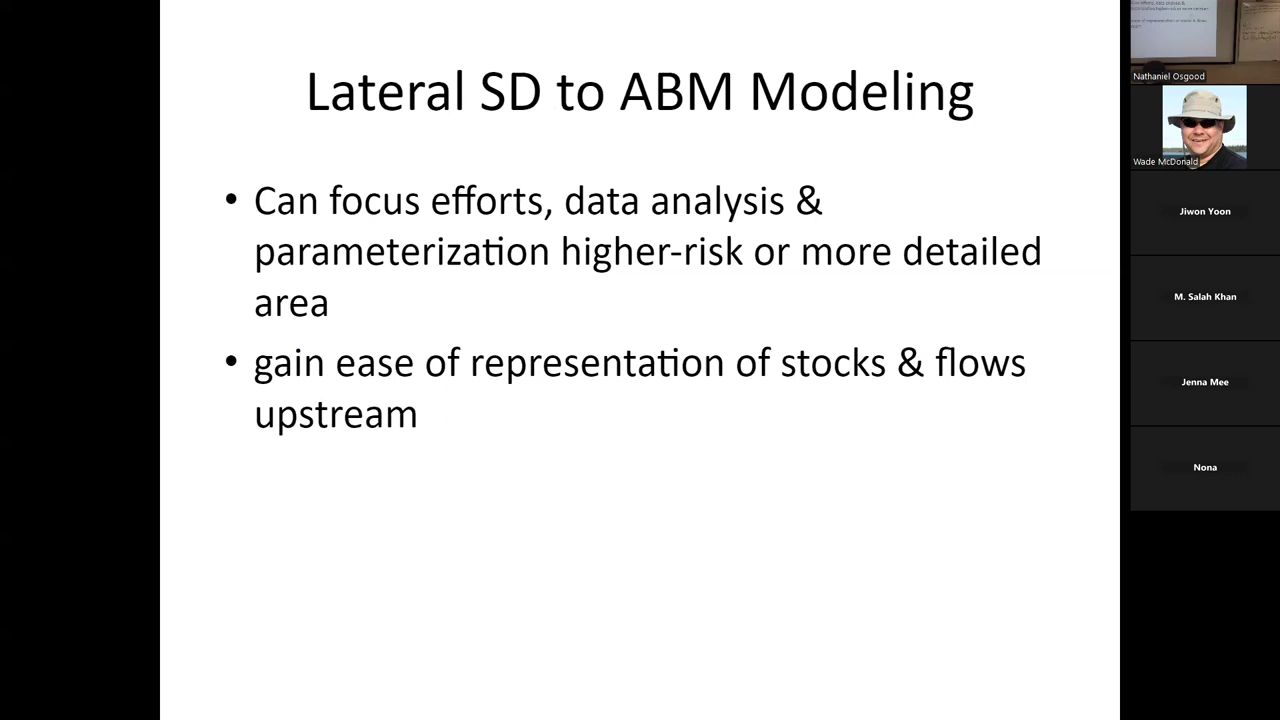 Lateral SD to ABM Modeling
• Can focus efforts, data analysis &
parameterization higher-risk or more detailed
area
• gain ease of representation of stocks & flows
upstream
Nathaniel Osgood
Wade McDonald
Jiwon Yoon
M. Salah Khan
Jenna Mee
Nona